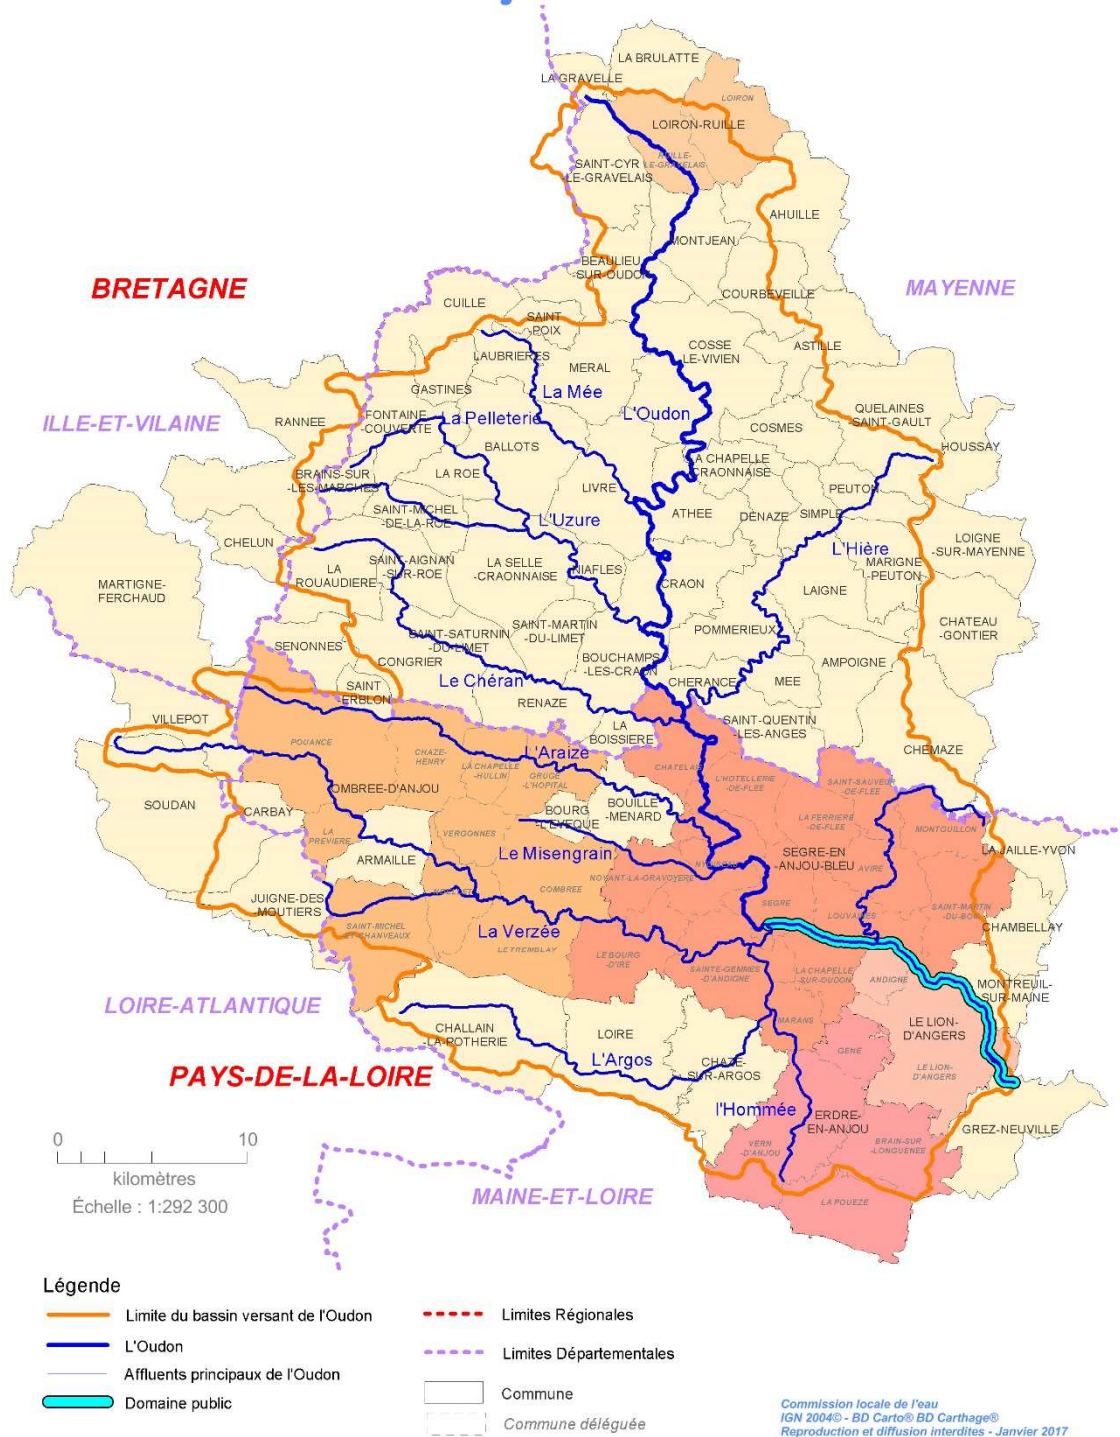 LA BRULATTE
LA GRAVELLE
LOIRON
LOIRON-RUILLE
RUILLE-
LE-GRAVELAIS
SAINT-CYR
-LE-GRAVELAIS
AHUILLE
MONTJEAN
BEAULIEU
-SUR-OUDON
BRETAGNE
MAYENNE
COURBEVEILLE
CUILLE
SAINT
-POIX
ASTILLE
COSSE
LE-VIVIEN
LAUBRIERES
MERAL
GASTINES
La Mée
ILLE-ET-VILAINE
RANNEE
FONTAINE
-COUVERTE
La Pelleterie
L'Oudon
QUELAINES
-SAINT-GAULT
COSMES
HOUSSAY
BALLOTS
LA CHAPELLE
CRAONNAISE
BRAINS-SUR
-LES-MARCHES
LA ROE
LIVRE
PEUTON
SAINT-MICHEL
-DE-LA-ROE
L'Uzure
ATHEE
DENAZE
SIMPLE
CHELUN
L'Hière
LOIGNE
-SUR-MAYENNE
MARTIGNE-
FERCHAUD
LA
ROUAUDIERE
SAINT-AIGNAN
-SUR-ROE
LA SELLE
-CRAONNAISE
NIAFLES
CRAON
MARIGNE
-PEUTON
LAIGNE
CHATEAU
-GONTIER
SENONNES
SAINT-SATURNIN
-DU-LIMET
SAINT-MARTIN
-DU-LIMET
POMMERIEUX
CONGRIER
BOUCHAMPS
-LES-CRAON
AMPOIGNE
SAINT
-ERBLON
Le Chéran
CHERANCE
MEE
RENAZE
VILLEPOT
LA
BOISSIERE
SAINT-QUENTIN
-LES-ANGES
CHEMAZE
POUANCE
CHAZE-
HENRY
L'Araize
LA CHAPELLE
-HULLIN
GRUGE
-L'HOPITAL
CHATELAIS
L'HOTELLERIE
-DE-FLEE
SAINT-SAUVEUR
-DE-FLEE
OMBREE-D'ANJOU
SOUDAN
CARBAY
BOURG
-L'EVEQUE
BOUILLE
-MENARD
LA FERRIERE
-DE-FLEE
MONTGUILLON
LA
PREVIERE
VERGONNES
ARMAILLE
Le Misengrain
NYOISEAU
SEGRE-EN
-ANJOU-BLEU
AVIRE
LA JAILLE-YVON
NOYANT-LA-GRAVOYERE
NOELLET
COMBREE
JUIGNE-DES
-MOUTIERS
SEGRE
LOUVAINES
SAINT-MARTIN
-DU-BOIS
SAINT-MICHEL
-ET-CHANVEAUX
La Verzée
CHAMBELLAY
LE TREMBLAY
LE BOURG
-D'IRE
SAINTE-GEMMES
-D'ANDIGNE
LA CHAPELLE
-SUR-OUDON
ANDIGNE
MONTREUIL
-SUR-MAINE
LOIRE-ATLANTIQUE
CHALLAIN
-LA-POTHERIE
LOIRE
MARANS
LE LION-
D'ANGERS
GENE
L'Argos
CHAZE-
SUR-ARGOS
LE LION-
D'ANGERS
PAYS-DE-LA-LOIRE
l'Hommée
ERDRE-
EN-ANJOU
GREZ-NEUVILLE
VERN
-D'ANJOU
BRAIN-SUR
-LONGUENEE
0 10
kilomètres
Échelle : 1:292 300
MAINE-ET-LOIRE
LA POUEZE
Légende
Limite du bassin versant de l'Oudon
L'Oudon
Affluents principaux de l'Oudon
Domaine public
Limites Régionales
Limites Départementales
Commune
Commune déléguée
Commission locale de l'eau
IGN 2004© - BD Carto® BD Carthage®
Reproduction et diffusion interdites - Janvier 2017